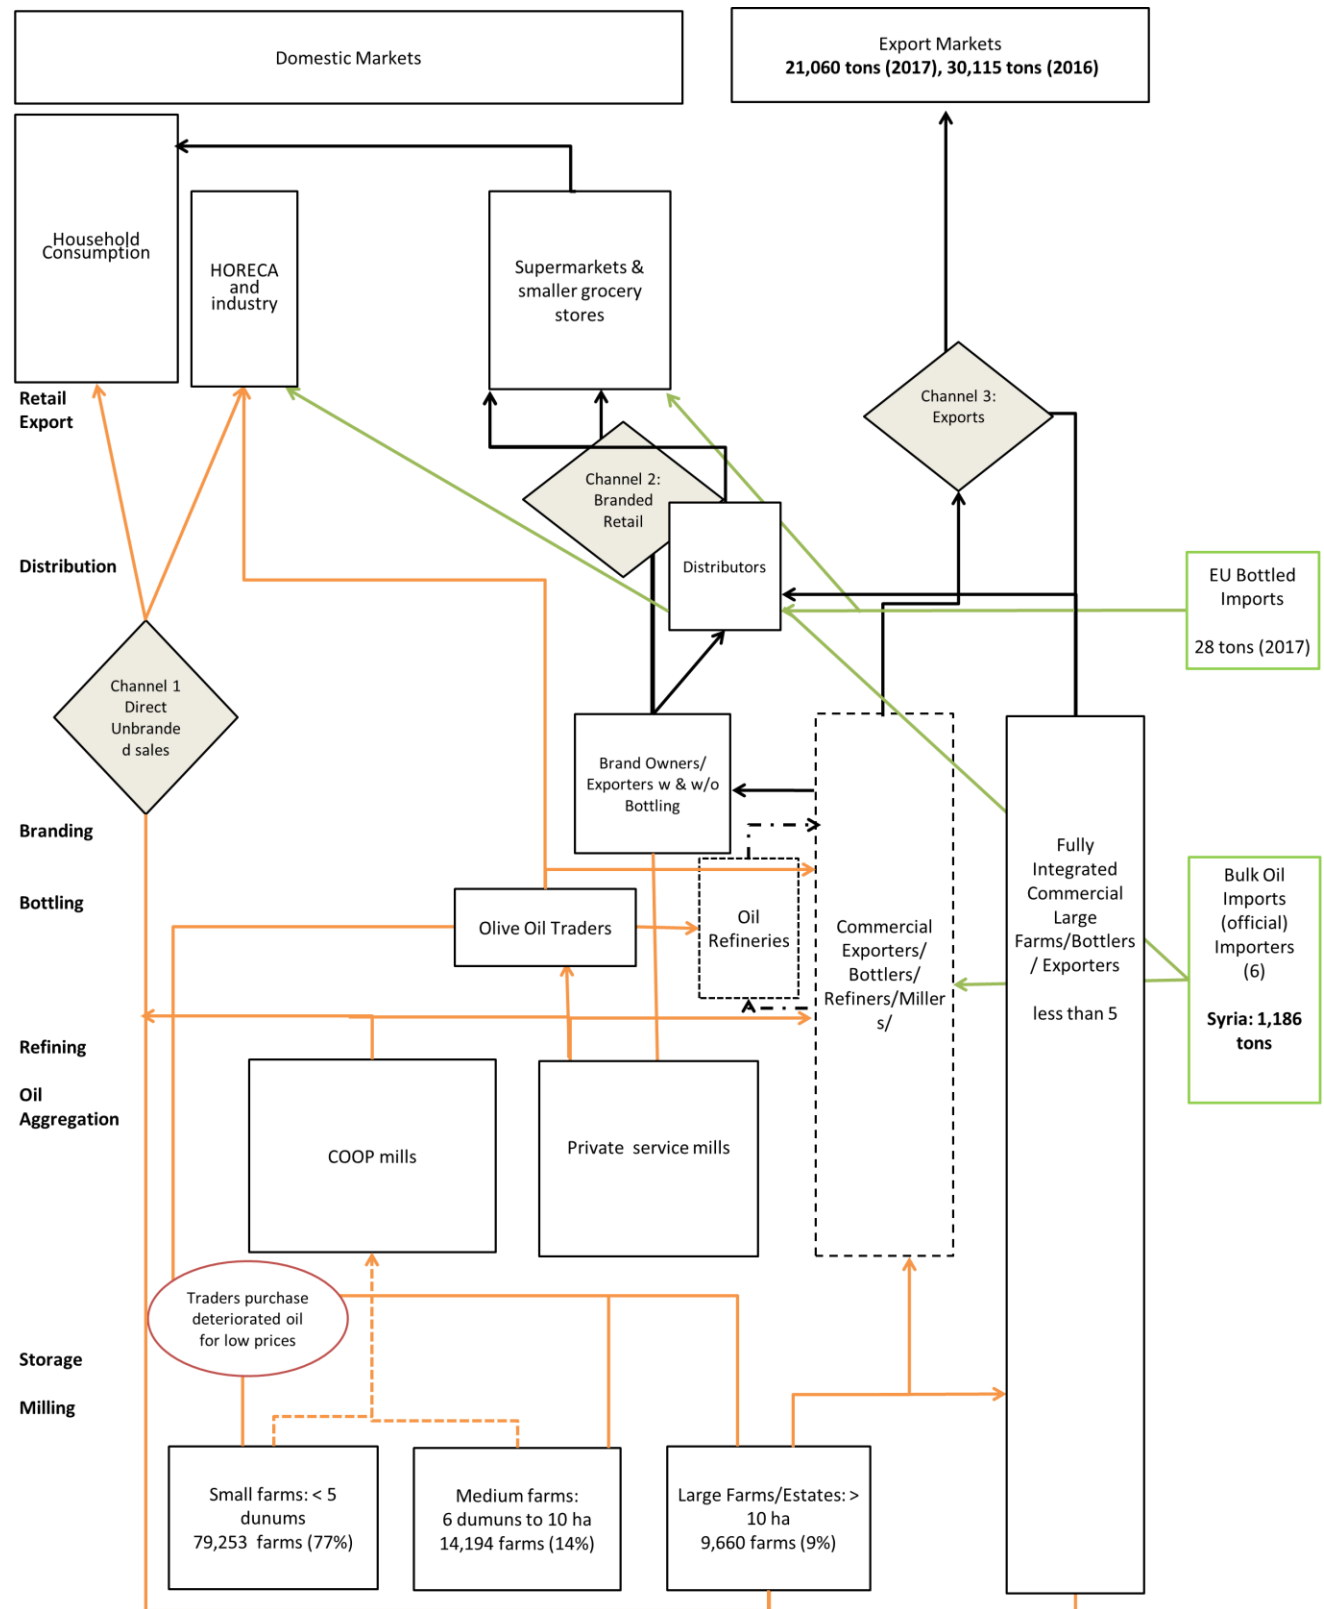 Domestic Markets
Export Markets
21,060 tons (2017), 30,115 tons (2016)
Household
Consumption
HORECA
and
industry
Supermarkets &
smaller grocery
stores
Retail
Export
Channel 3:
Exports
Channel 2:
Branded
Retail
Distribution
Distributors
EU Bottled
Imports
28 tons (2017)
Channel 1
Direct
Unbrande
d sales
Brand Owners/
Exporters w & w/o
Bottling
Branding
Bottling
Olive Oil Traders
Oil
Refineries
Commercial
Exporters/
Bottlers/
Refiners/Miller
s/
Fully
Integrated
Commercial
Large
Farms/Bottlers
/ Exporters
less than 5
Bulk Oil
Imports
(official)
Importers
(6)
Syria: 1,186
tons
Refining
Oil
Aggregation
COOP mills
Private service mills
Traders purchase
deteriorated oil
for low prices
Storage
Milling
Small farms: < 5
dunums
79,253 farms (77%)
Medium farms:
6 dumuns to 10 ha
14,194 farms (14%)
Large Farms/Estates: >
10 ha
9,660 farms (9%)